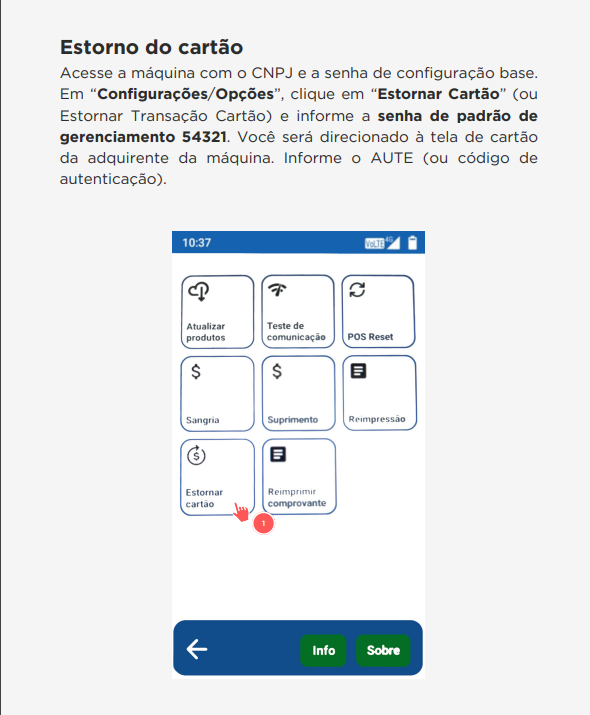 Estorno do cartão
Acesse a máquina com o CNPJ e a senha de configuração base.
Em “Configurações/Opções”, clique em “Estornar Cartão” (ou
Estornar Transação Cartão) e informe a senha de padrão de
gerenciamento 54321. Você será direcionado à tela de cartão
da adquirente da máquina. Informe o AUTE (ou código de
autenticação).
10:37 VoLTE 4G
Atualizar
produtos
Teste de
comunicação
POS Reset
Sangria
Suprimento
Reimpressão
Estornar
cartão
Reimprimir
comprovante
1
Info
Sobre